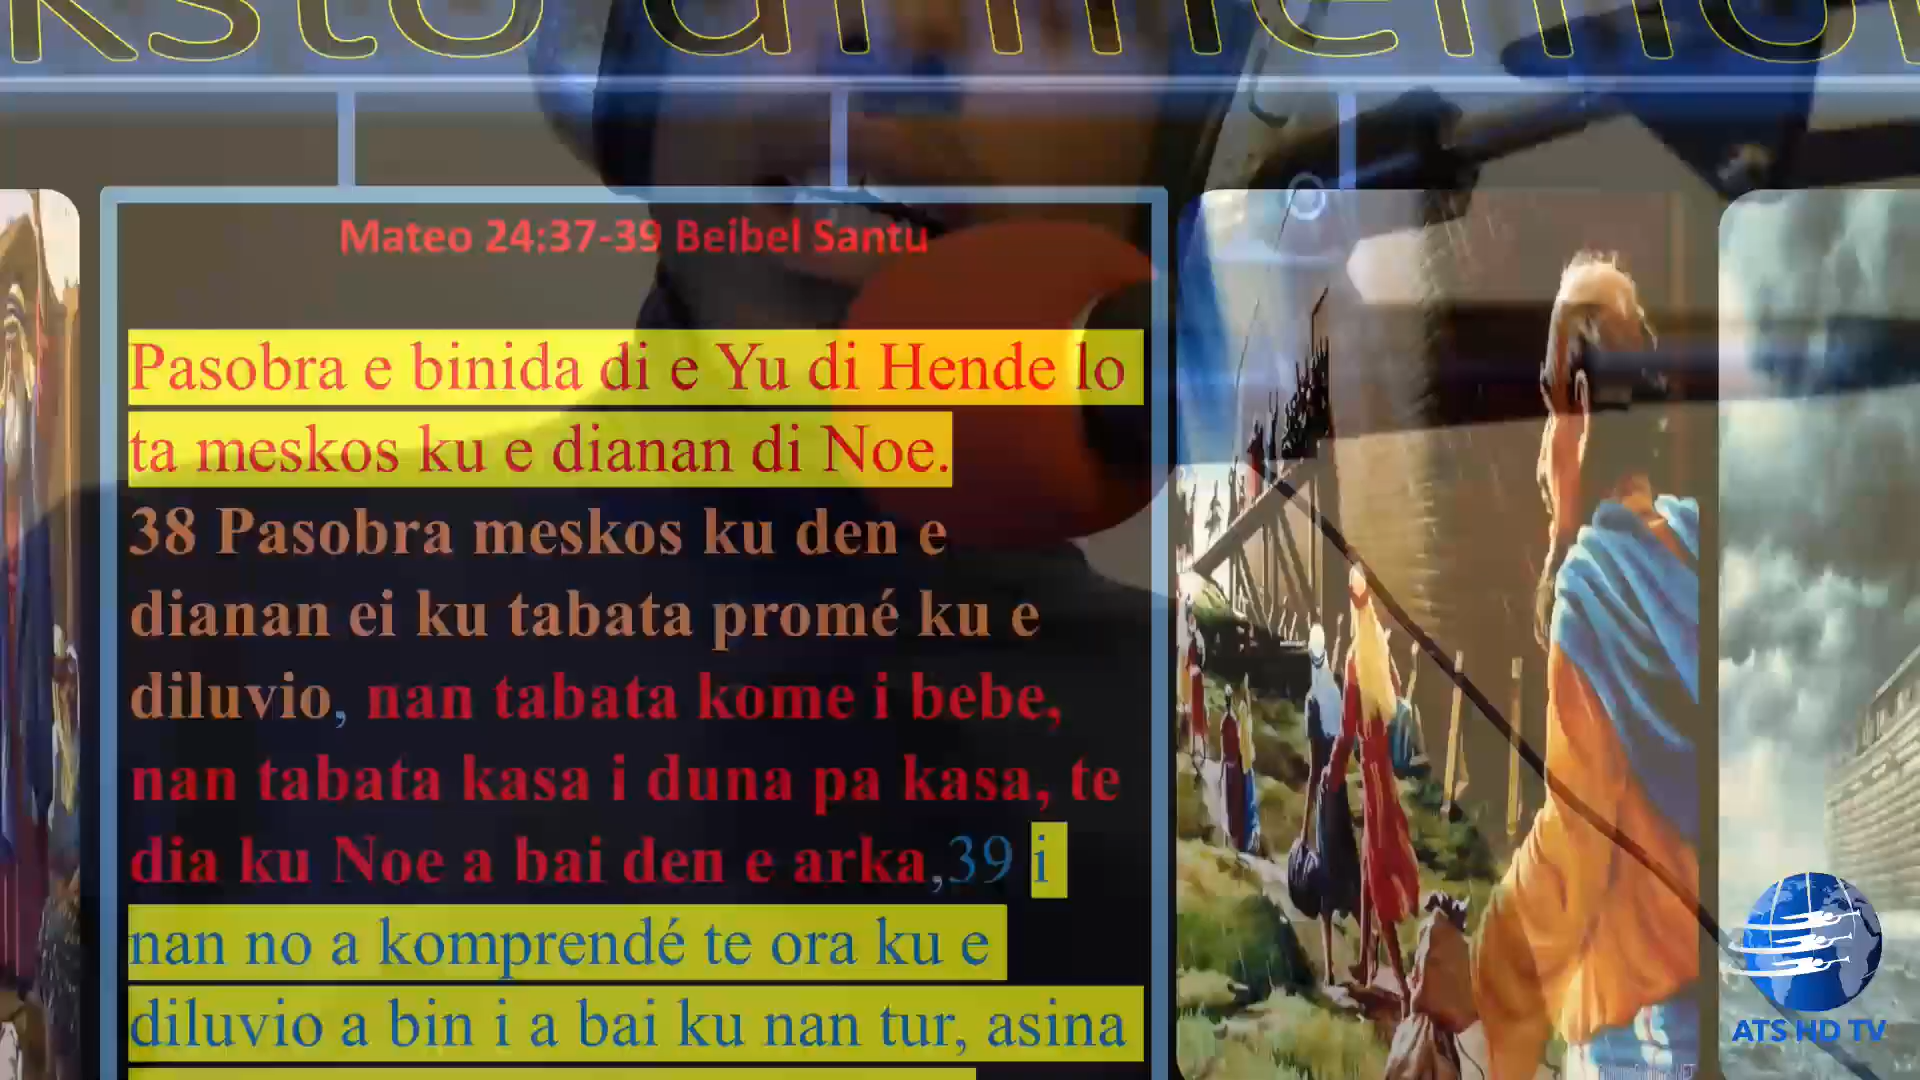 ksto di memor
Mateo 24:37-39 Beibel Santu
Pasobra e binida di e Yu di Hende lo
ta meskos ku e dianan di Noe.
38 Pasobra meskos ku den e
dianan ei ku tabata promé ku e
diluvio, nan tabata kome i bebe,
nan tabata kasa i duna pa kasa, te
dia ku Noe a bai den e arka,39 i
nan no a komprendé te ora ku e
diluvio a bin i a bai ku nan tur, asina
ATS HD TV